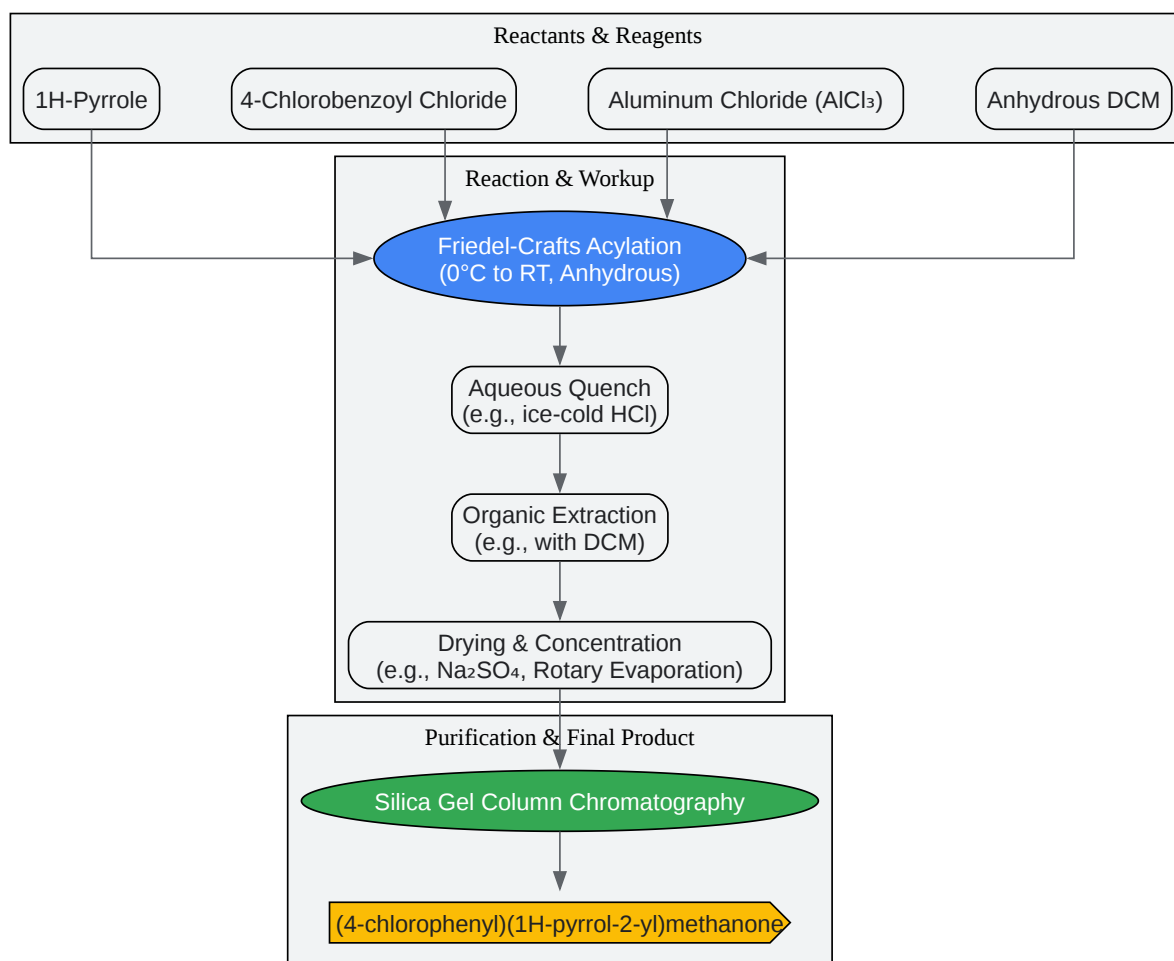 Reactants & Reagents
1H-Pyrrole
4-Chlorobenzoyl Chloride
Aluminum Chloride (AlCl₃)
Anhydrous DCM
Reaction & Workup
Friedel-Crafts Acylation
(0°C to RT, Anhydrous)
Aqueous Quench
(e.g., ice-cold HCl)
Organic Extraction
(e.g., with DCM)
Drying & Concentration
(e.g., Na₂SO₄, Rotary Evaporation)
Purification & Final Product
Silica Gel Column Chromatography
(4-chlorophenyl)(1H-pyrrol-2-yl)methanone